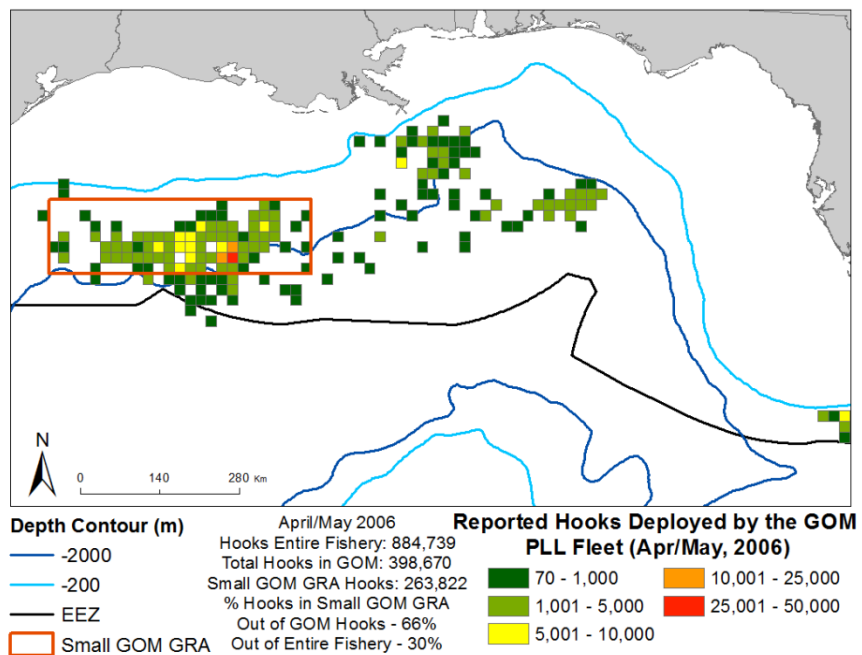 N
0 140 280 Km
Depth Contour (m)
-2000
-200
EEZ
Small GOM GRA
April/May 2006
Hooks Entire Fishery: 884,739
Total Hooks in GOM: 398,670
Small GOM GRA Hooks: 263,822
% Hooks in Small GOM GRA
Out of GOM Hooks - 66%
Out of Entire Fishery - 30%
Reported Hooks Deployed by the GOM
PLL Fleet (Apr/May, 2006)
70 - 1,000
1,001 - 5,000
5,001 - 10,000
10,001 - 25,000
25,001 - 50,000